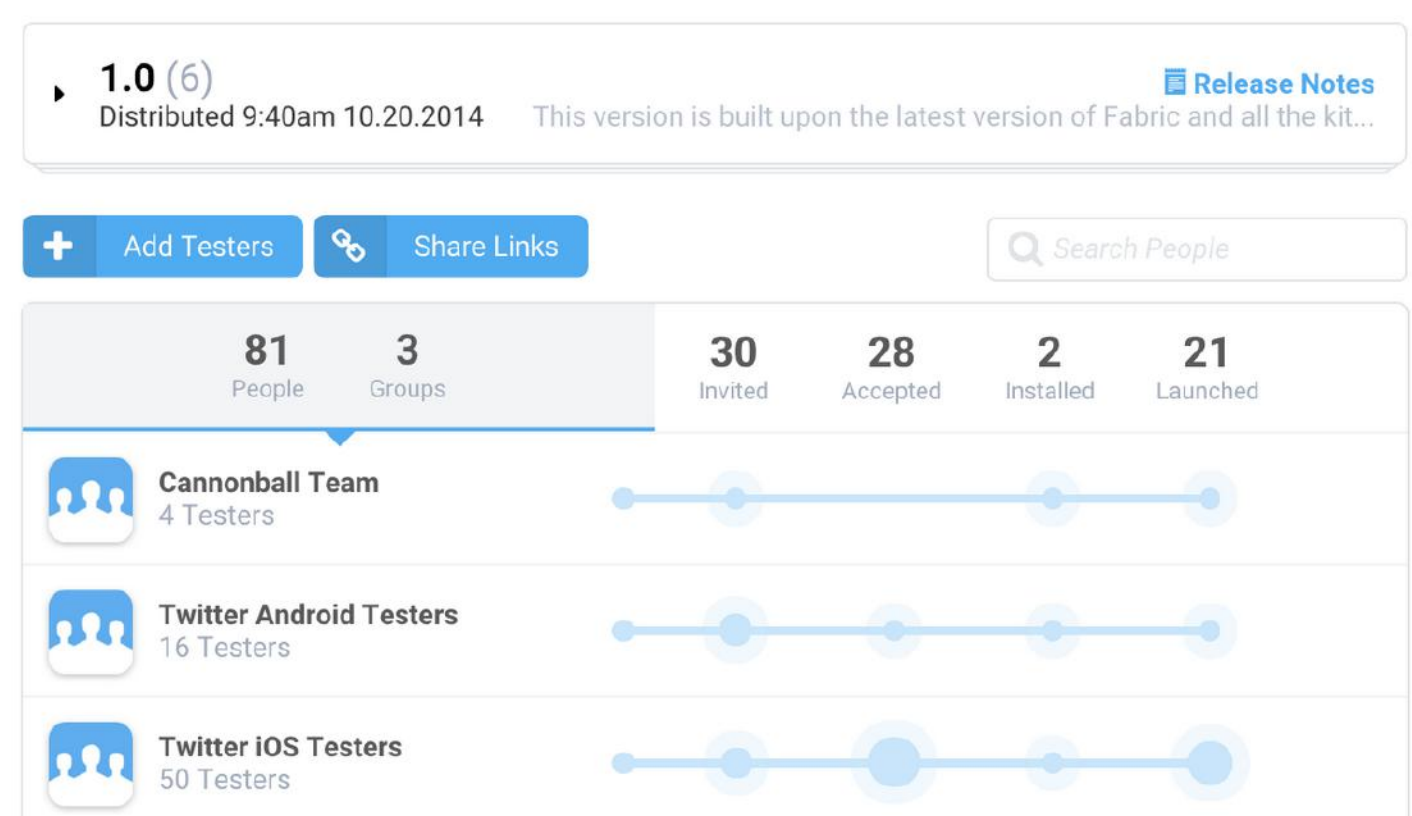 1.0 (6)
Release Notes
Distributed 9:40am 10.20.2014
This version is built upon the latest version of Fabric and all the kit...
Add Testers
Share Links
Search People
81
3
30
28
2
21
People
Groups
Invited
Accepted
Installed
Launched
Cannonball Team
4 Testers
Twitter Android Testers
16 Testers
Twitter iOS Testers
50 Testers